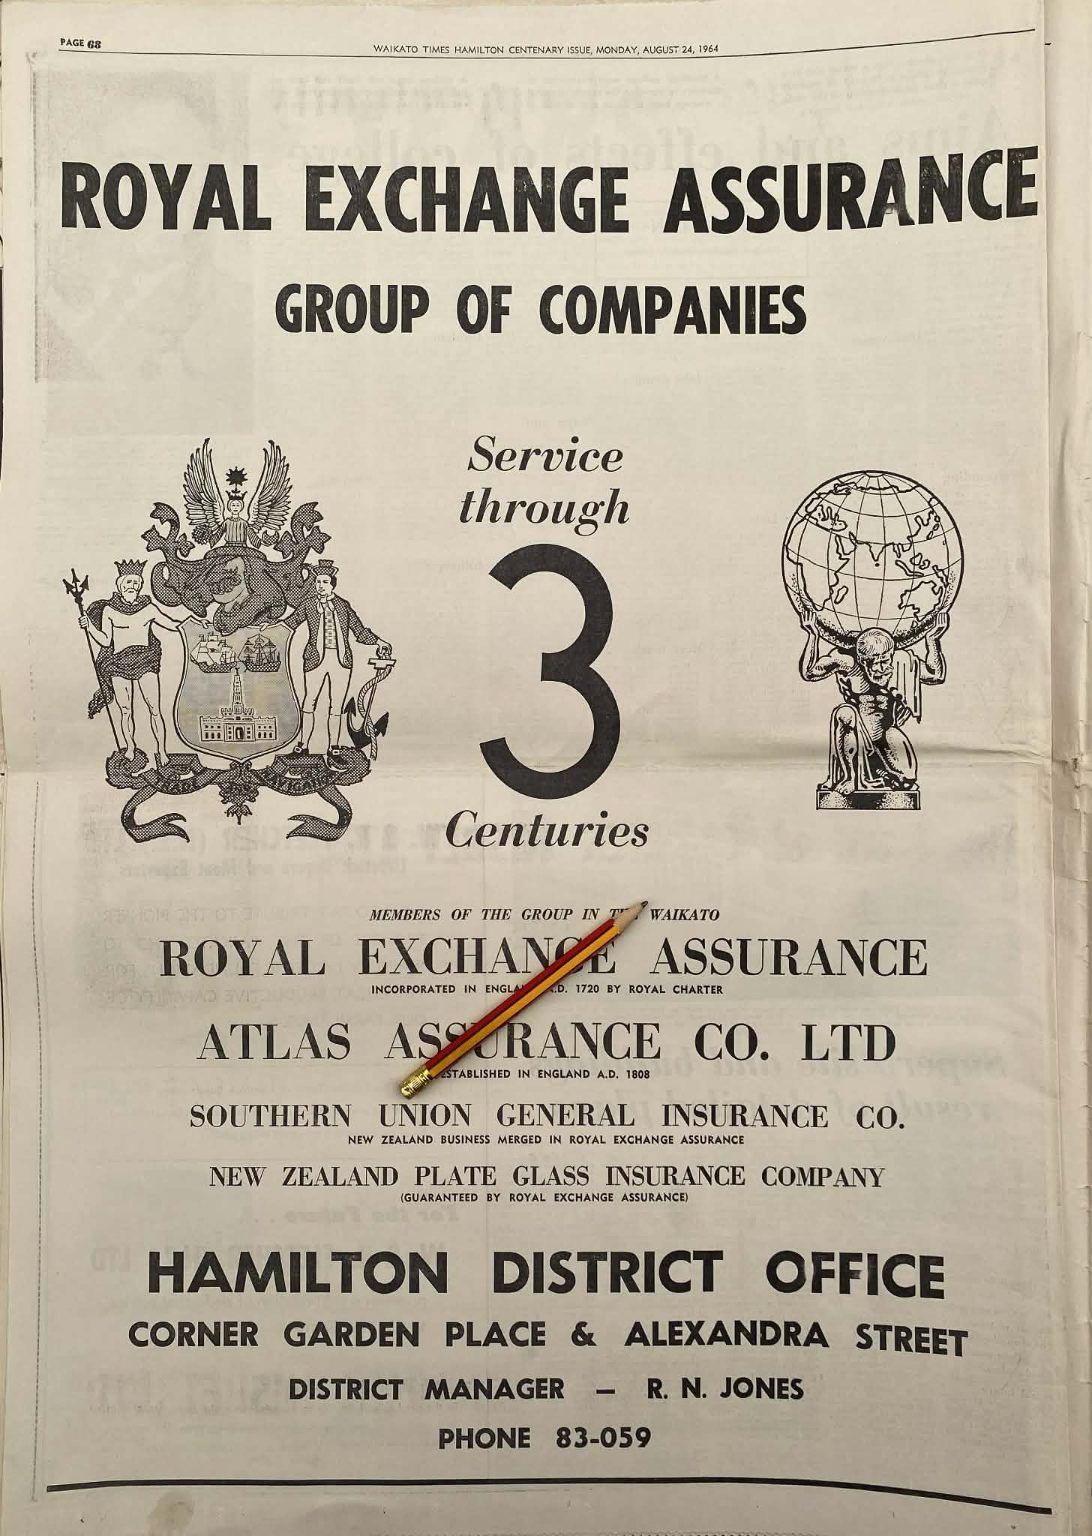 PAGE 68
WAIKATO TIMES HAMILTON CENTENARY ISSUE, MONDAY, AUGUST 24, 1964
ROYAL EXCHANGE ASSURANCE
GROUP OF COMPANIES
Service
through
3
Centuries
MEMBERS OF THE GROUP IN WAIKATO
ROYAL EXCHANGE ASSURANCE
INCORPORATED IN A.D. 1720 BY ROYAL CHARTER
ATLAS ASSURANCE CO. LTD
ESTABLISHED IN ENGLAND A.D. 1808
SOUTHERN UNION GENERAL INSURANCE CO.
NEW ZEALAND BUSINESS MERGED IN ROYAL EXCHANGE ASSURANCE
NEW ZEALAND PLATE GLASS INSURANCE COMPANY
(GUARANTEED BY ROYAL EXCHANGE ASSURANCE)
HAMILTON DISTRICT OFFICE
CORNER GARDEN PLACE & ALEXANDRA STREET
DISTRICT MANAGER — R. N. JONES
PHONE 83-059